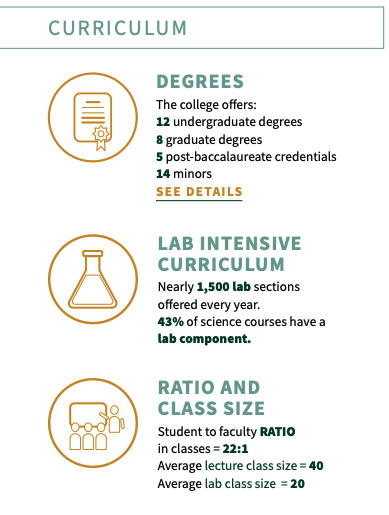 CURRICULUM
DEGREES
The college offers:
12 undergraduate degrees
8 graduate degrees
5 post-baccalaureate credentials
14 minors
SEE DETAILS
LAB INTENSIVE
CURRICULUM
Nearly 1,500 lab sections
offered every year.
43% of science courses have a
lab component.
RATIO AND
CLASS SIZE
Student to faculty RATIO
in classes = 22:1
Average lecture class size = 40
Average lab class size = 20